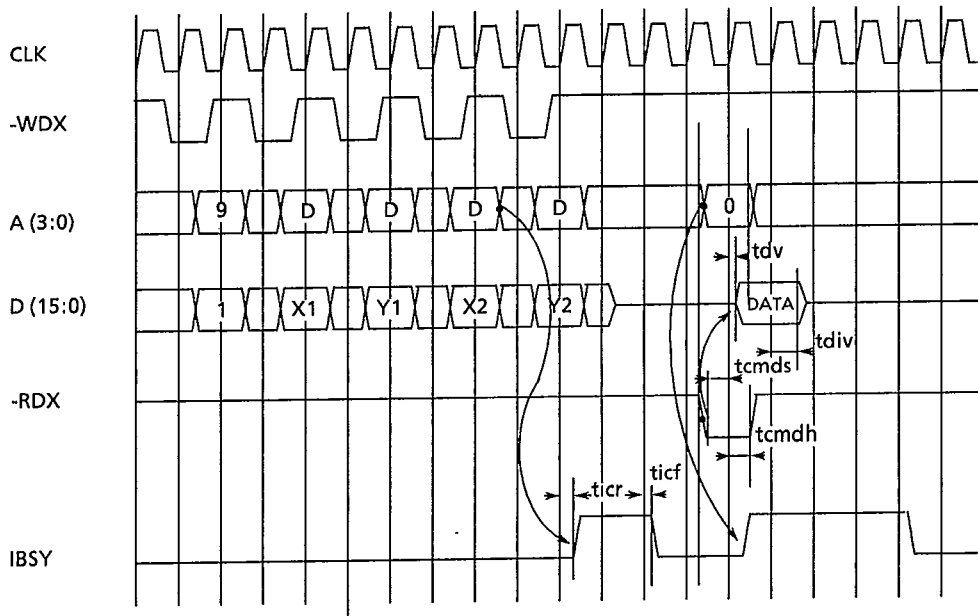 CLK
-WDX
A (3:0) 9 D D D D 0
tdv
D (15:0) 1 X1 Y1 X2 Y2 DATA
tdiv
tcmds
-RDX
tcmdh
ticr ticf
IBSY